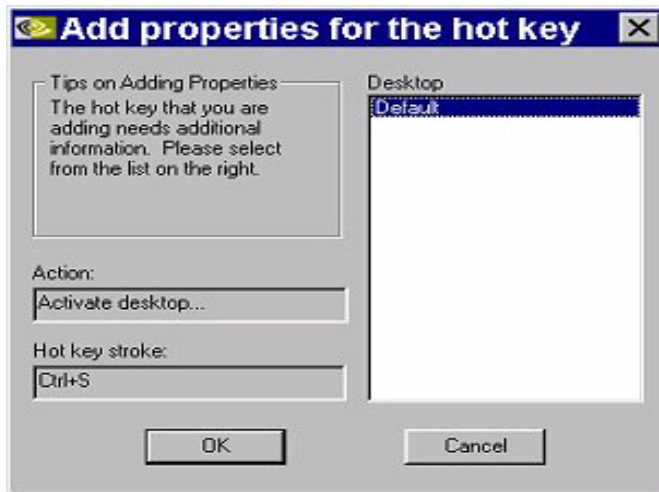 Add properties for the hot key
Tips on Adding Properties
The hot key that you are
adding needs additional
information. Please select
from the list on the right.
Desktop
Default
Action:
Activate desktop...
Hot key stroke:
Ctrl+S
OK
Cancel